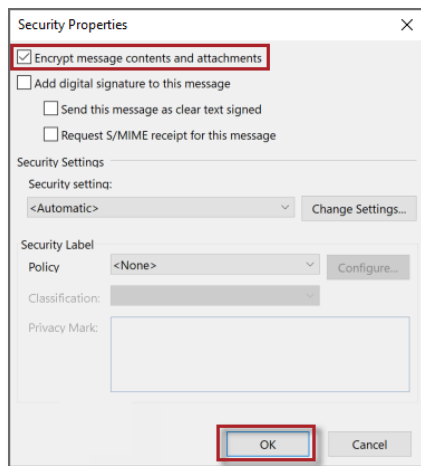 Security Properties
Encrypt message contents and attachments
Add digital signature to this message
Send this message as clear text signed
Request S/MIME receipt for this message
Security Settings
Security setting:
<Automatic>
Change Settings...
Security Label
Policy
<None>
Configure...
Classification:
Privacy Mark:
OK
Cancel